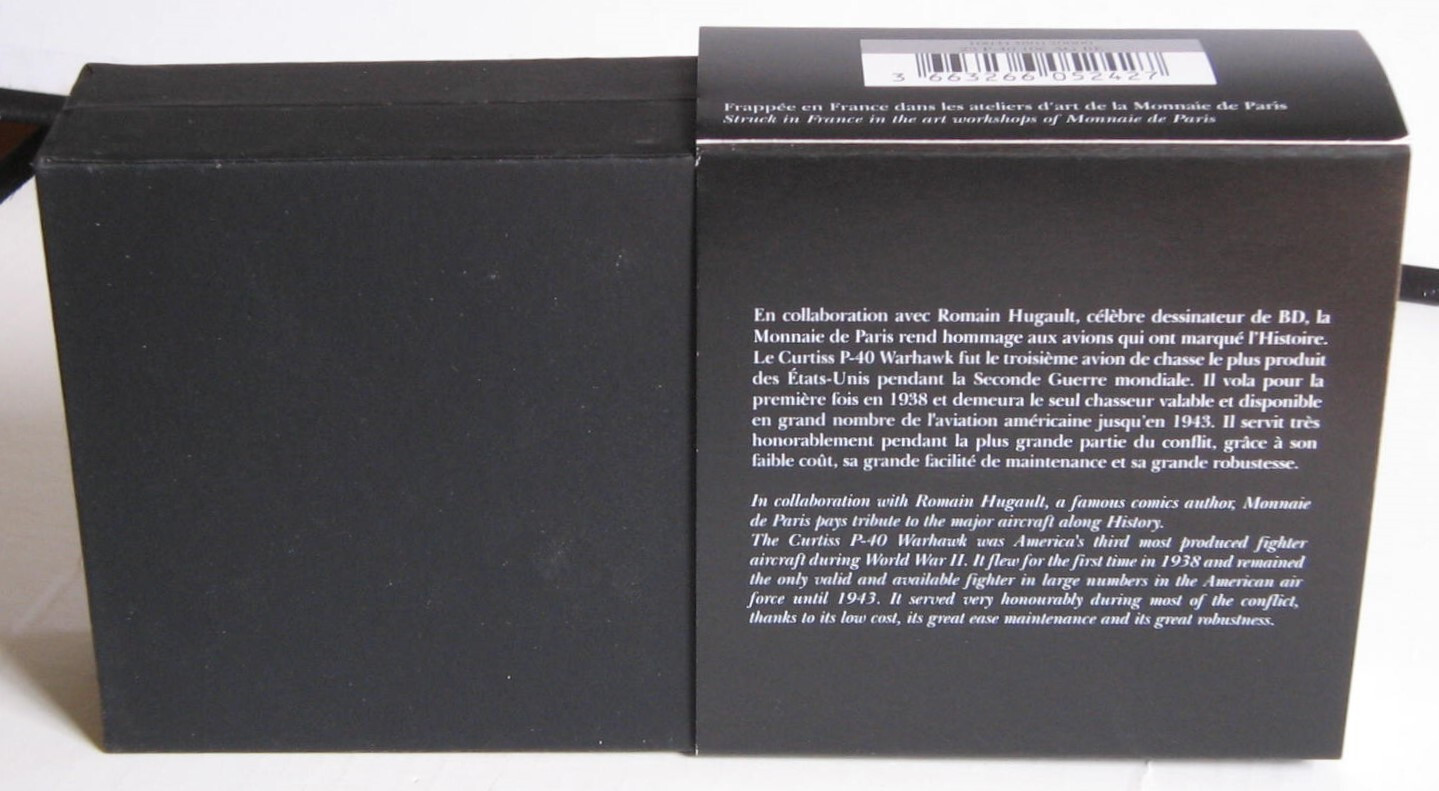 3 663266 052427
Frappée en France dans les ateliers d'art de la Monnaie de Paris
Struck in France in the art workshops of Monnaie de Paris
En collaboration avec Romain Hugault, célèbre dessinateur de BD, la
Monnaie de Paris rend hommage aux avions qui ont marqué l'Histoire.
Le Curtiss P-40 Warhawk fut le troisième avion de chasse le plus produit
des États-Unis pendant la Seconde Guerre mondiale. Il vola pour la
première fois en 1938 et demeura le seul chasseur valable et disponible
en grand nombre de l'aviation américaine jusqu'en 1943. Il servit très
honorablement pendant la plus grande partie du conflit, grâce à son
faible coût, sa grande facilité de maintenance et sa grande robustesse.
In collaboration with Romain Hugault, a famous comics author, Monnaie
de Paris pays tribute to the major aircraft along History.
The Curtiss P-40 Warhawk was America's third most produced fighter
aircraft during World War II. It flew for the first time in 1938 and remained
the only valid and available fighter in large numbers in the American air
force until 1943. It served very honourably during most of the conflict,
thanks to its low cost, its great ease maintenance and its great robustness.